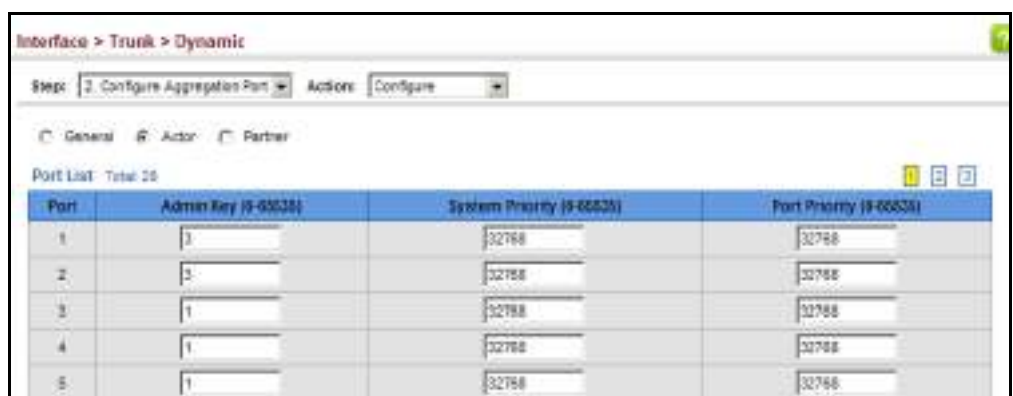 Interface > Trunk > Dynamic
?
Step: 2. Configure Aggregation Port Action: Configure
General Actor Partner
Port List Total: 28
1 2 3
Port Admin Key (0-65535) System Priority (0-65535) Port Priority (0-65535)
1 3 32768 32768
2 3 32768 32768
3 1 32768 32768
4 1 32768 32768
5 1 32768 32768